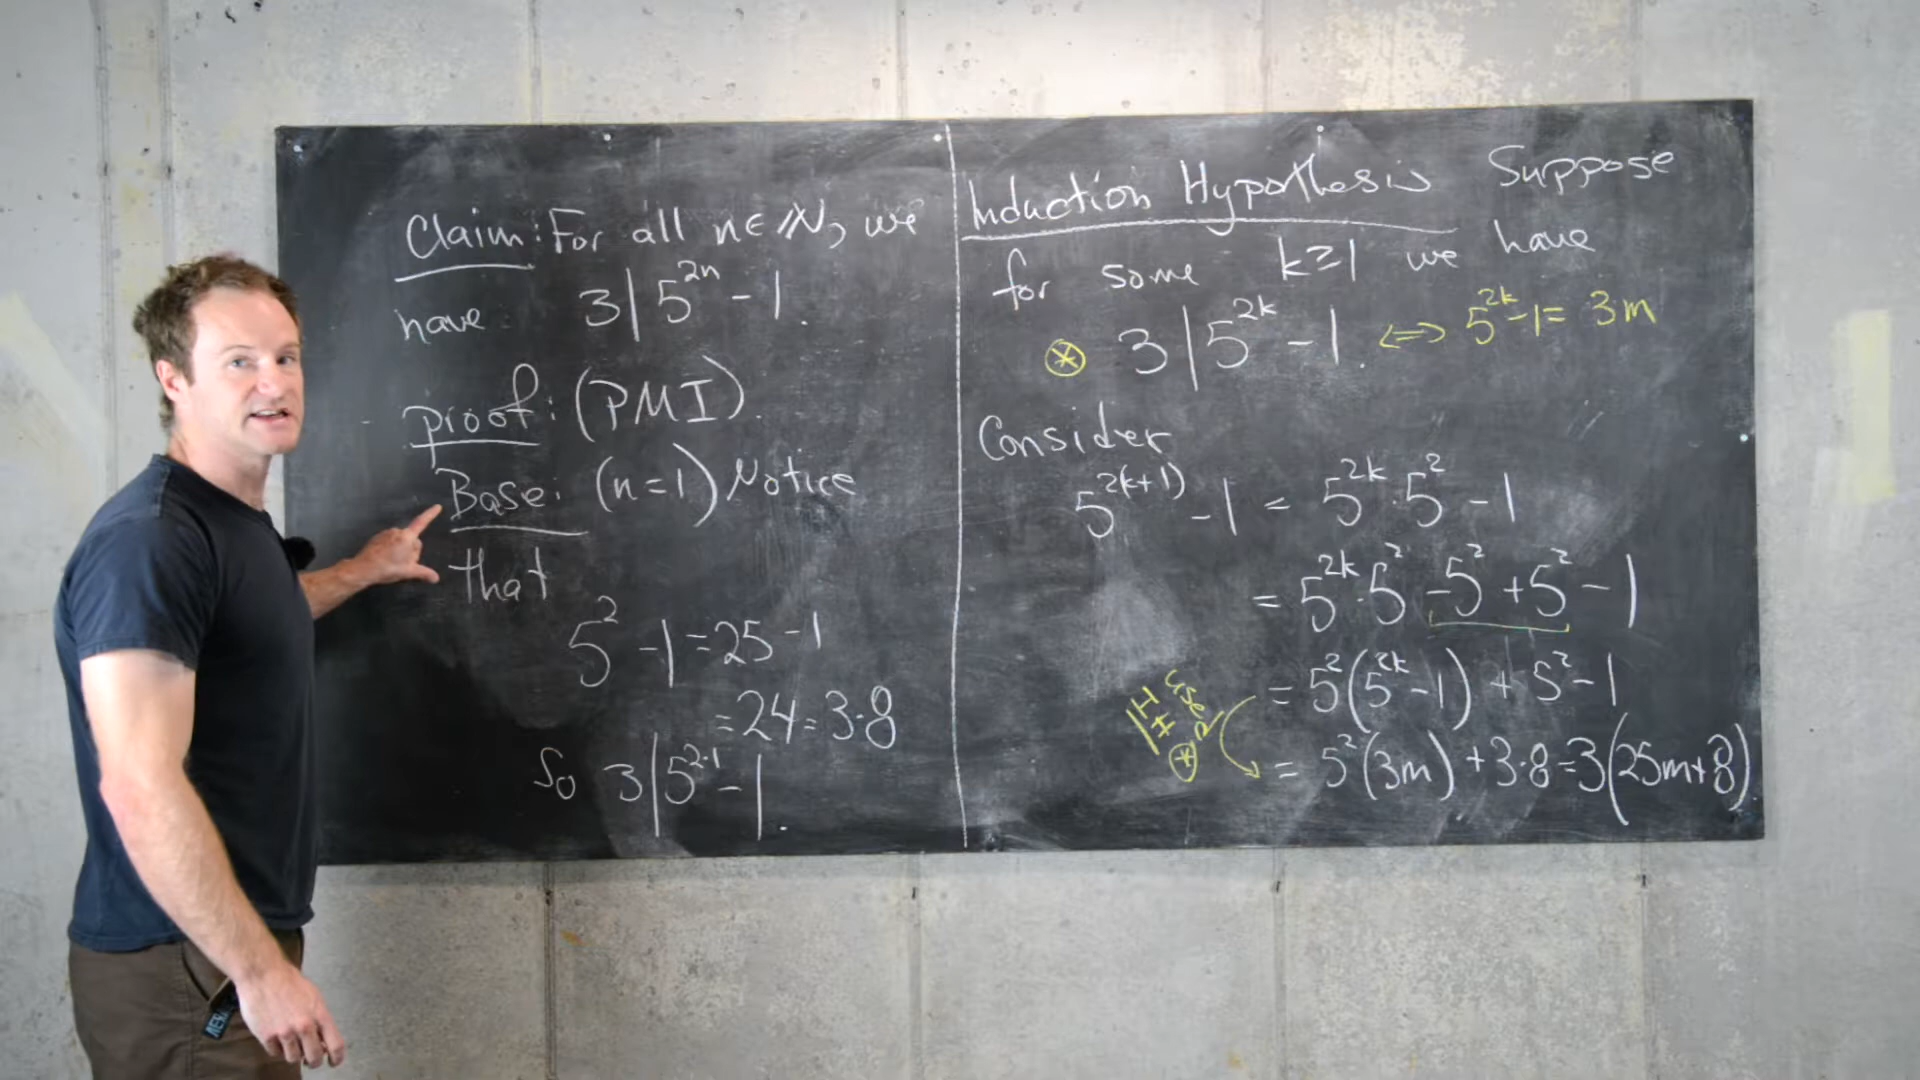 Claim: For all n∈ℕ, we
have 3 | 5^{2n} - 1.
proof: (PMI).
Base: (n=1) Notice
that
5^2 - 1 = 25 - 1
= 24 = 3·8
So 3 | 5^{2·1} - 1.
Induction Hypothesis Suppose
for some k≥1 we have
⊛ 3 | 5^{2k} - 1. ⟺ 5^{2k} - 1 = 3m
Consider
5^{2(k+1)} - 1 = 5^{2k}·5^2 - 1
= 5^{2k}·5^2 - 5^2 + 5^2 - 1
= 5^2(5^{2k} - 1) + 5^2 - 1
used
IH
⊛
= 5^2(3m) + 3·8 = 3(25m+8).